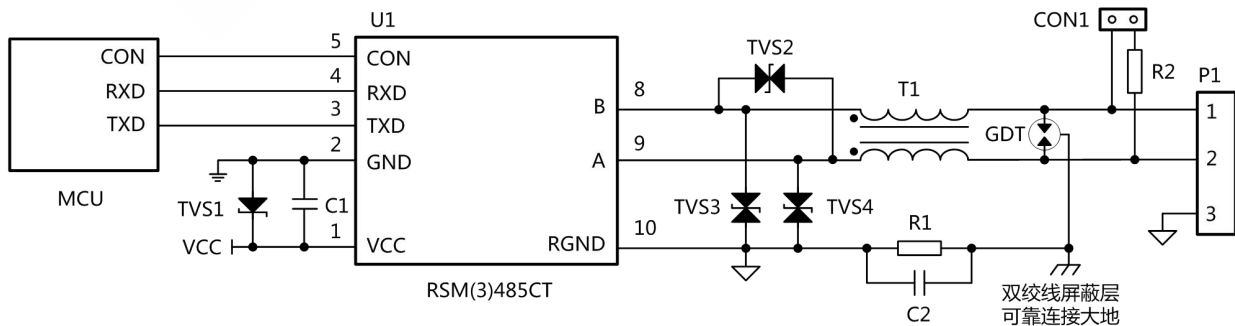 U1
CON1
MCU
CON
RXD
TXD
5
4
3
2
1
CON
RXD
TXD
GND
VCC
B
A
RGND
8
9
10
TVS1
C1
VCC
RSM(3)485CT
TVS2
TVS3
TVS4
T1
GDT
R2
P1
1
2
3
R1
C2
双绞线屏蔽层
可靠连接大地